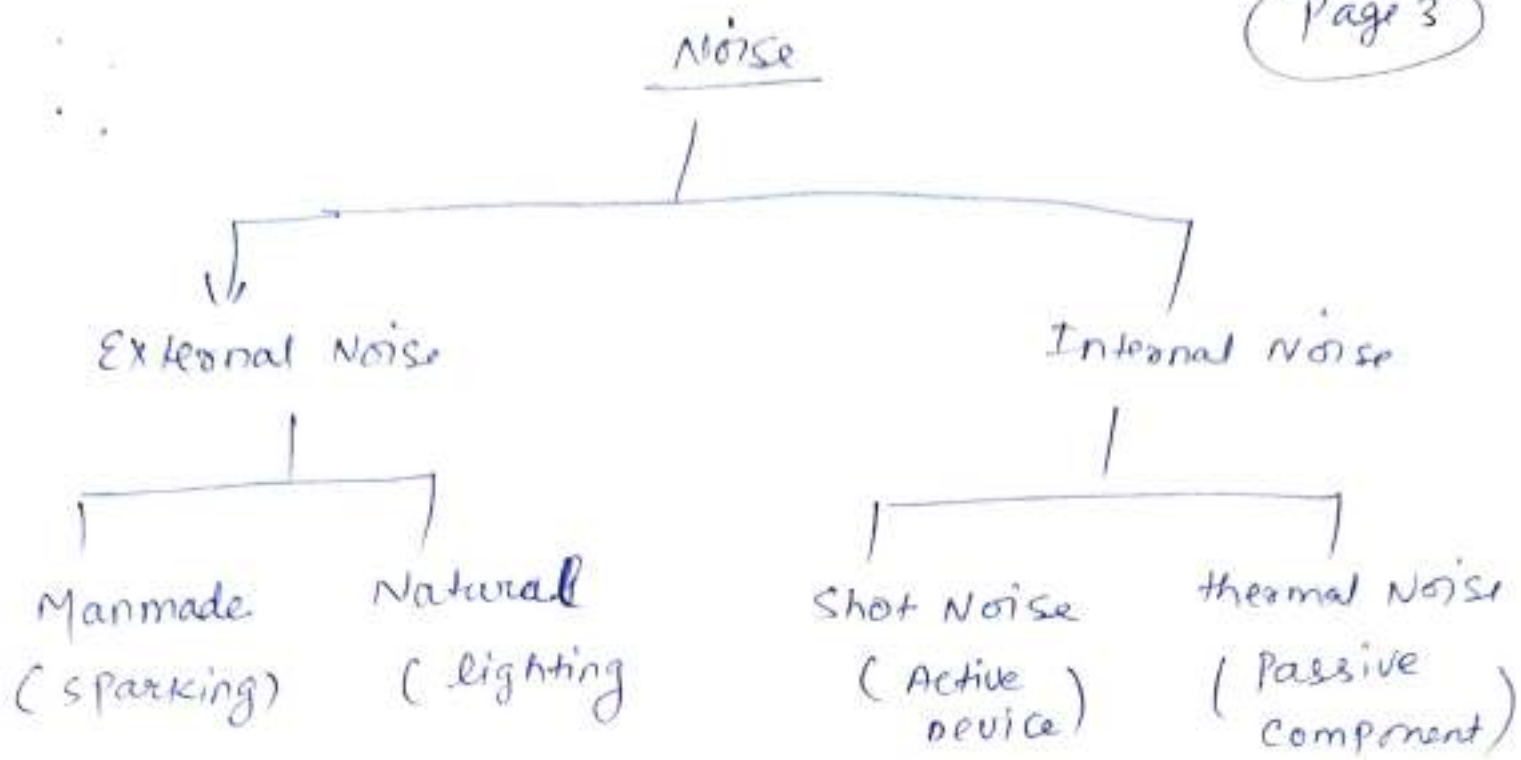 Page 3
Noise
External Noise
Internal Noise
Manmade
(sparking)
Natural
(lighting
Shot Noise
(Active
Device)
thermal Noise
(Passive
Component)